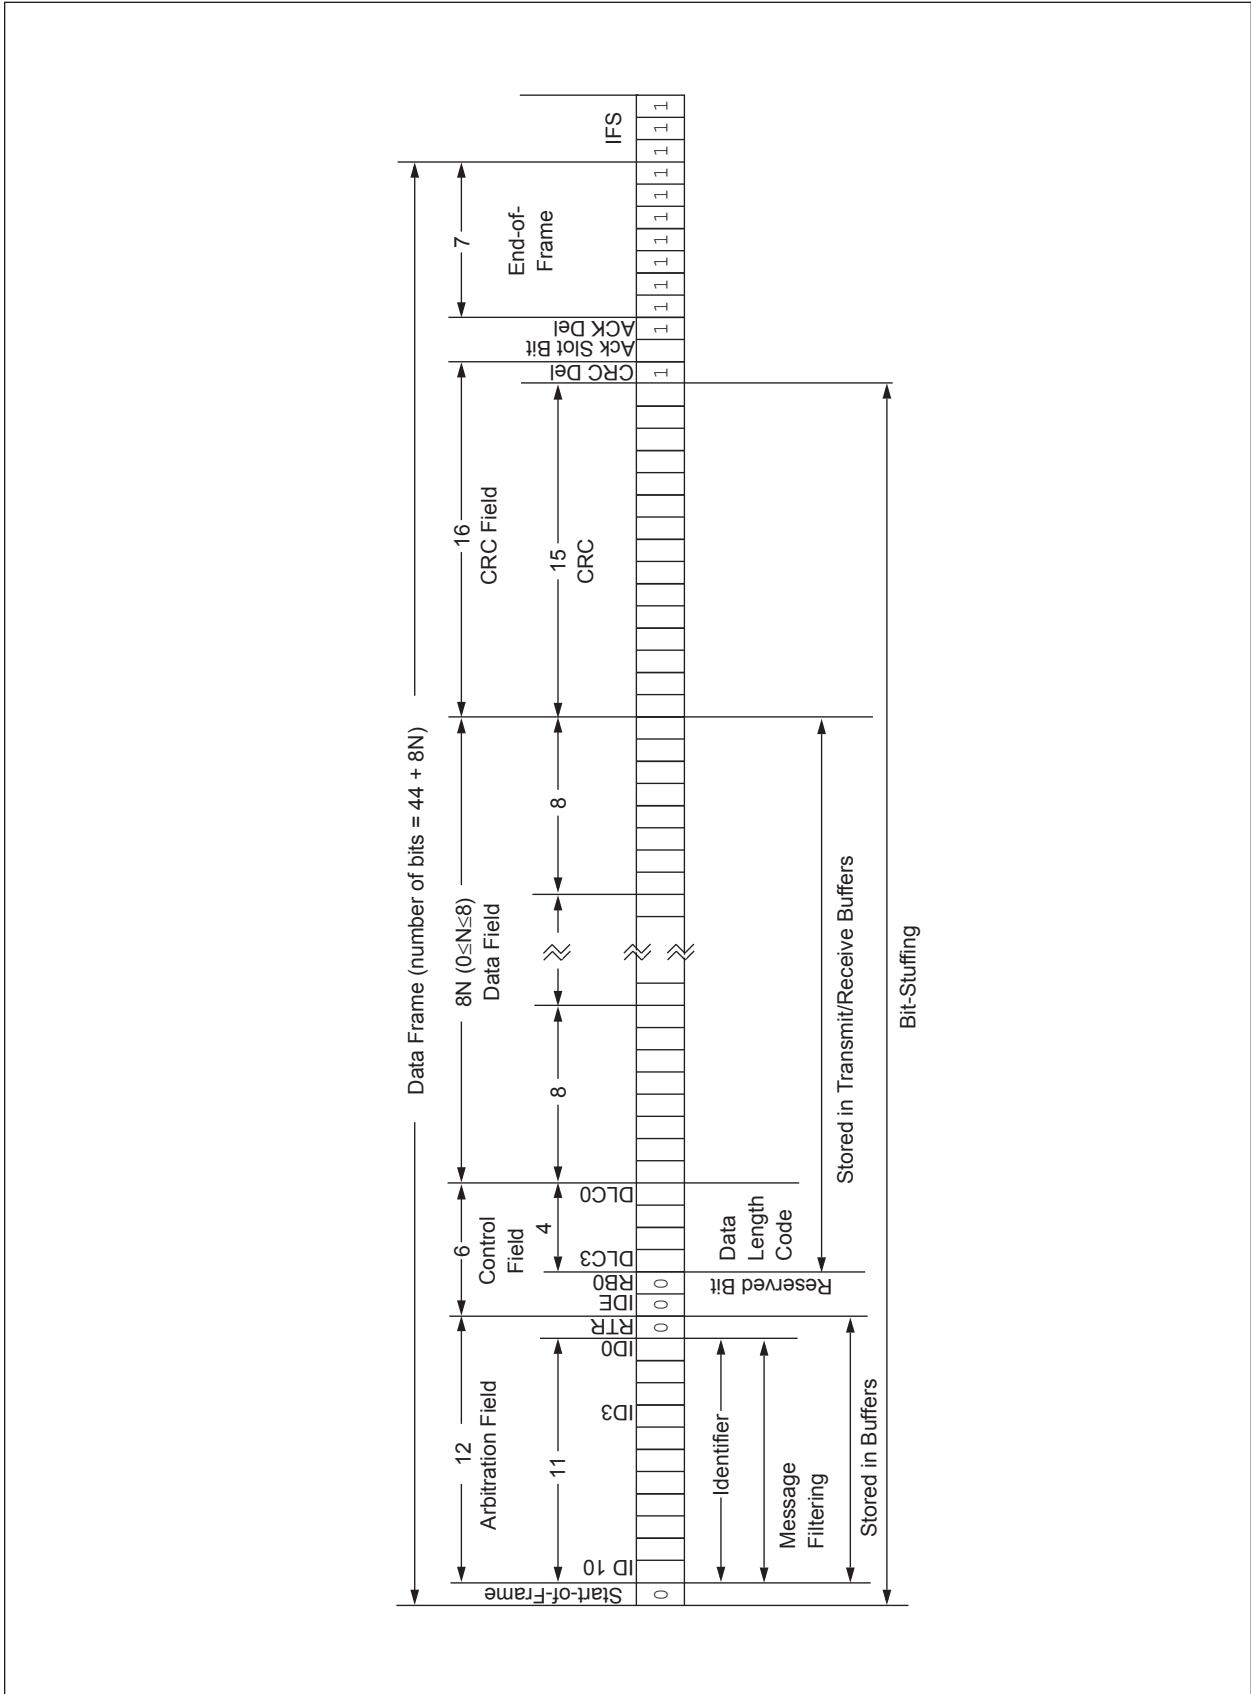 Data Frame (number of bits = 44 + 8N)
12
Arbitration Field
6
Control
Field
8N (0≤N≤8)
Data Field
16
CRC Field
7
End-of-
Frame
IFS
11
4
8
8
15
CRC
Start-of-Frame
ID 10
ID3
ID0
RTR
IDE
RB0
DLC3
DLC0
CRC Del
Ack Slot Bit
ACK Del
0
0
0
0
1
1
1
1
1
1
1
1
1
1
1
1
Identifier
Message
Filtering
Stored in Buffers
Reserved Bit
Data
Length
Code
Stored in Transmit/Receive Buffers
Bit-Stuffing